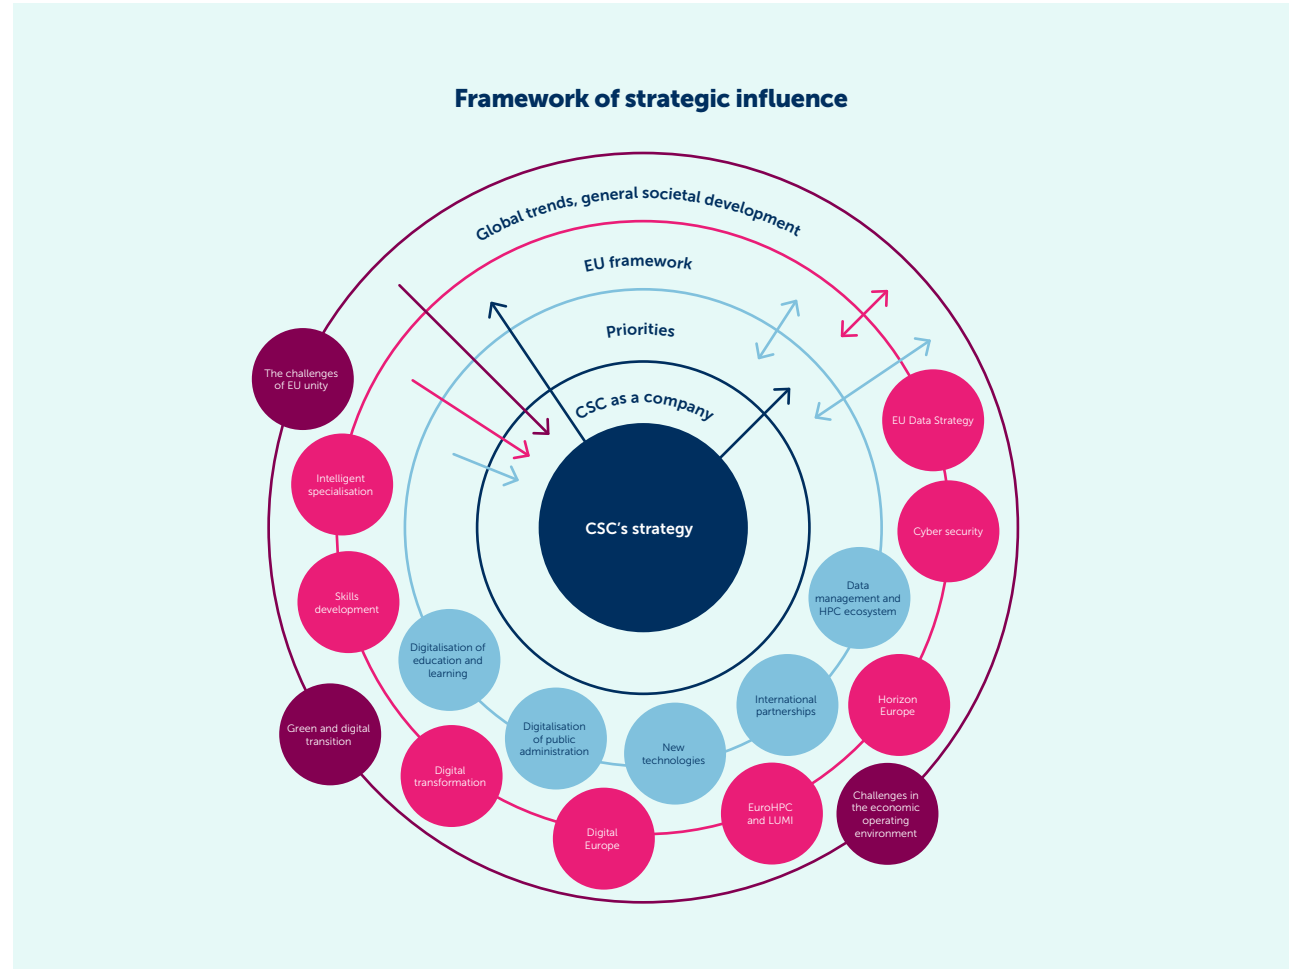 Framework of strategic influence
Global trends, general societal development
EU framework
Priorities
CSC as a company
CSC's strategy
The challenges
of EU unity
Intelligent
specialisation
Skills
development
Green and digital
transition
Digital
transformation
Digital
Europe
EuroHPC
and LUMI
Challenges in
the economic
operating
environment
Horizon
Europe
Cyber security
EU Data Strategy
Digitalisation of
education and
learning
Digitalisation
of public
administration
New
technologies
International
partnerships
Data
management and
HPC ecosystem